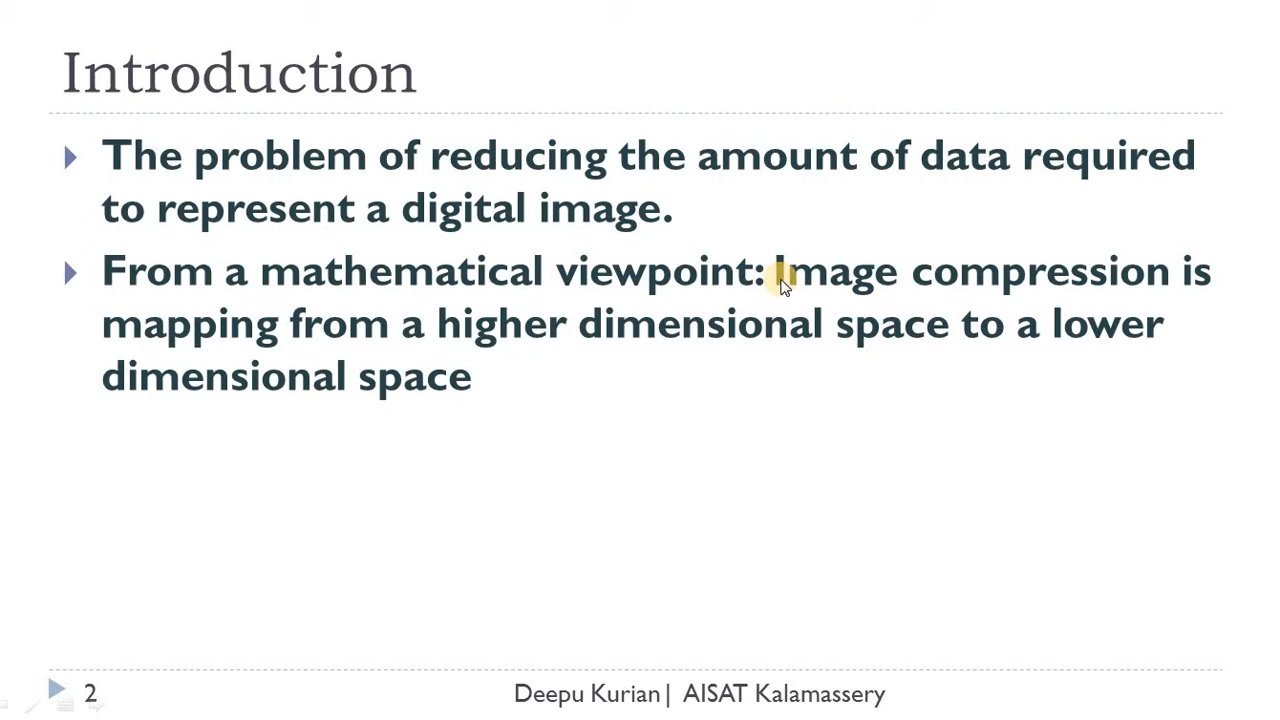 Introduction
The problem of reducing the amount of data required
to represent a digital image.
From a mathematical viewpoint: Image compression is
mapping from a higher dimensional space to a lower
dimensional space
2
Deepu Kurian| AISAT Kalamassery